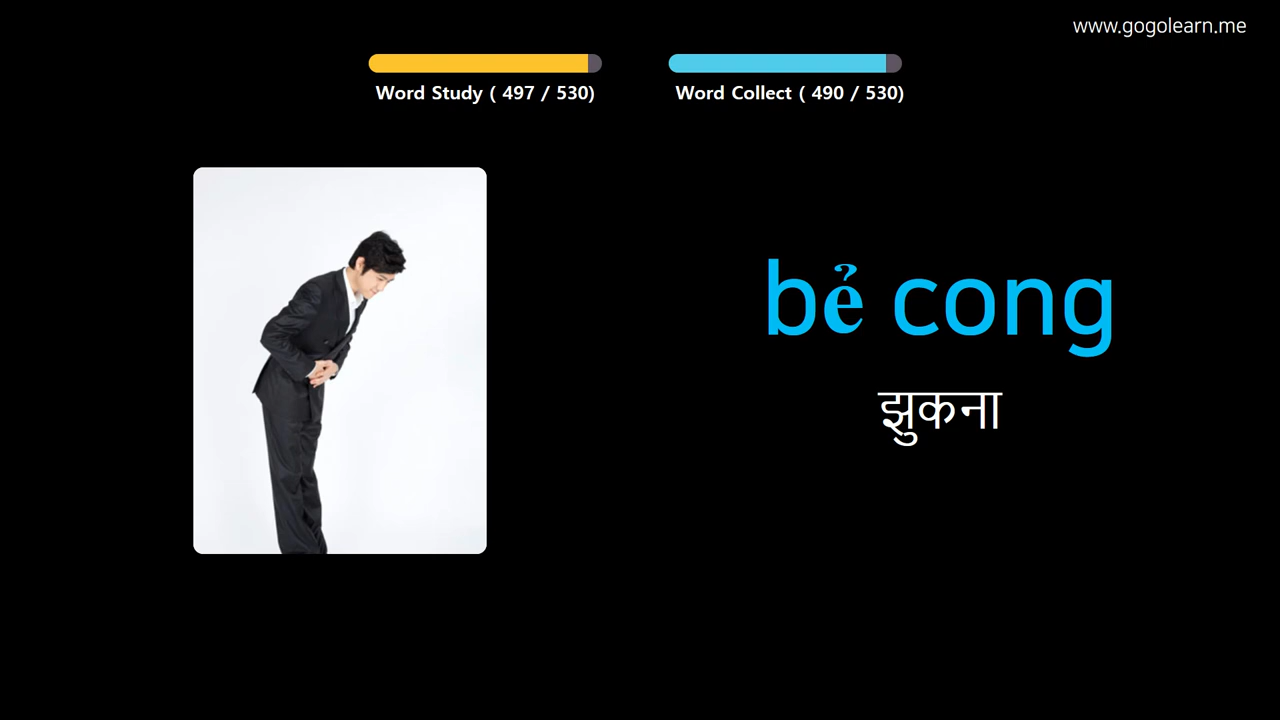 www.gogolearn.me
Word Study ( 497 / 530)
Word Collect ( 490 / 530)
bẻ cong
झुकना